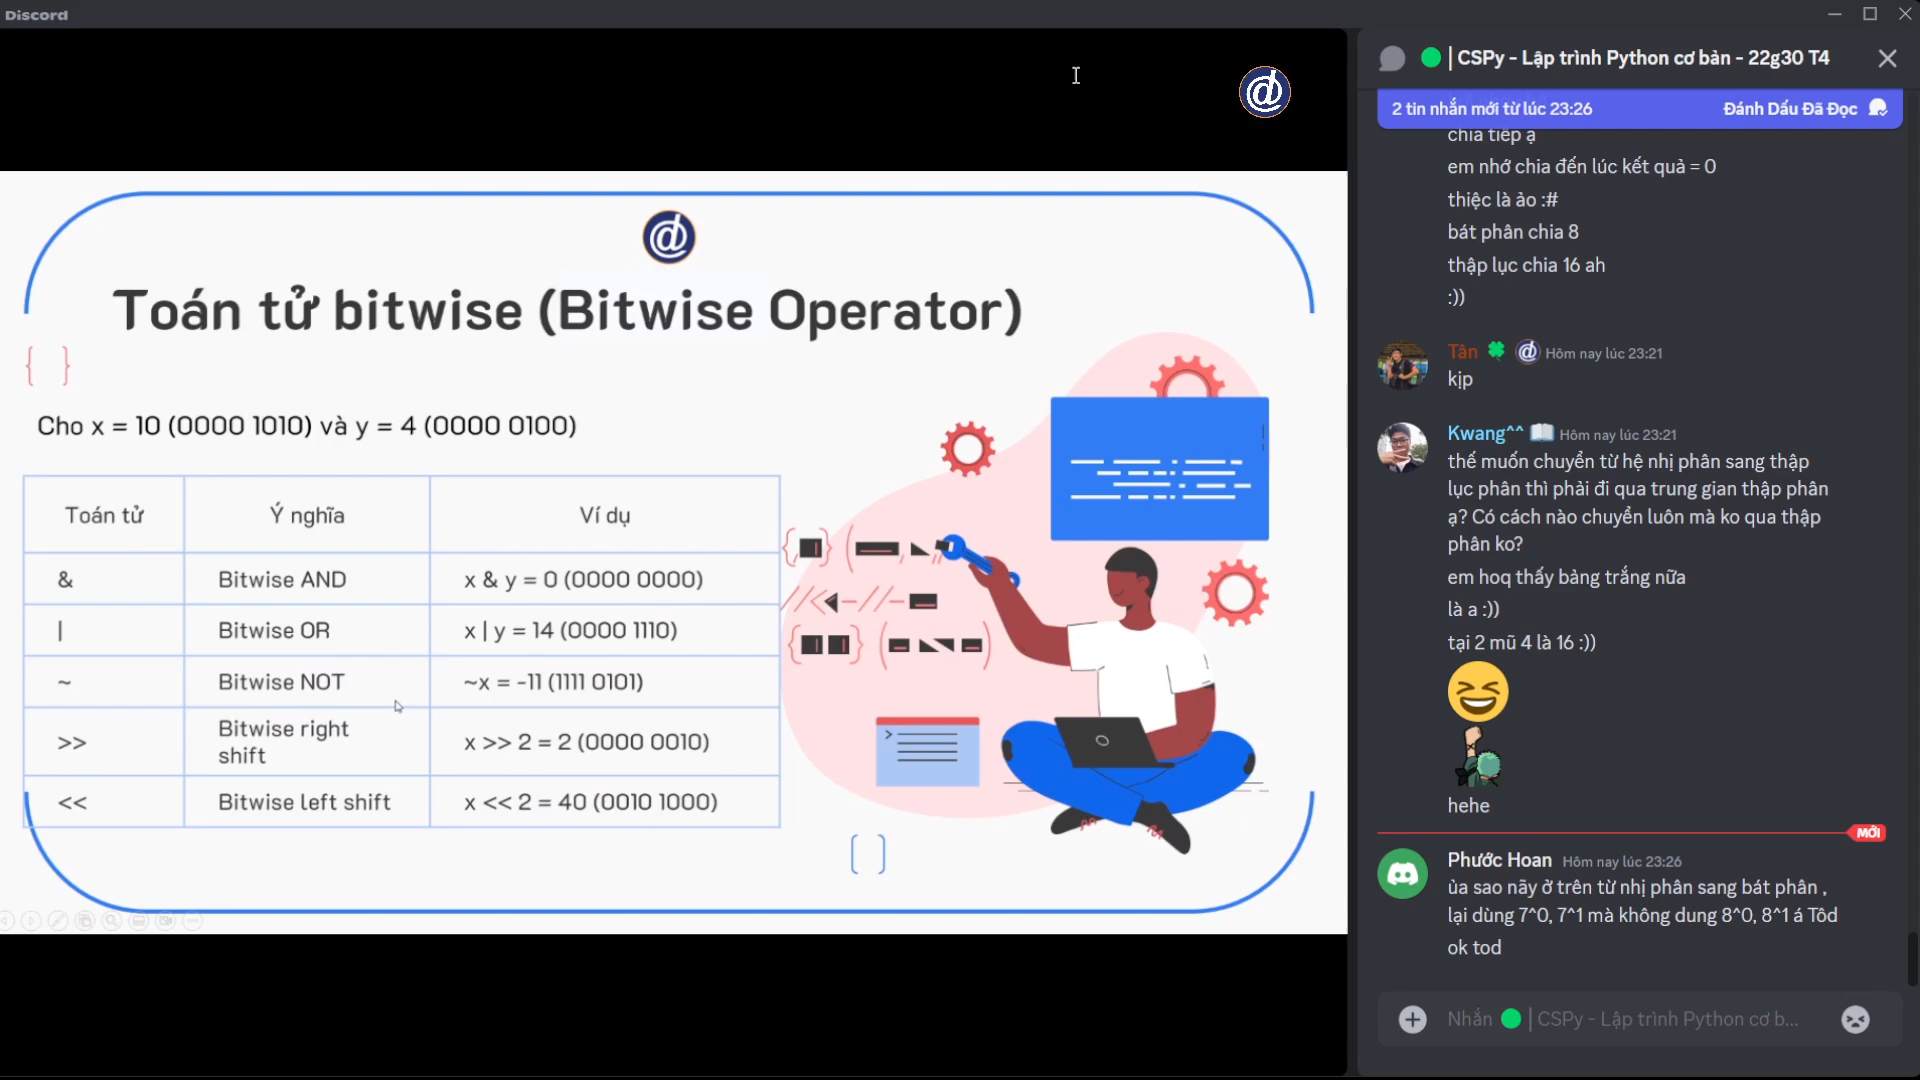 Discord
Toán tử bitwise (Bitwise Operator)
Cho x = 10 (0000 1010) và y = 4 (0000 0100)
Toán tử
Ý nghĩa
Ví dụ
&
Bitwise AND
x & y = 0 (0000 0000)
|
Bitwise OR
x | y = 14 (0000 1110)
~
Bitwise NOT
~x = -11 (1111 0101)
>>
Bitwise right
shift
x >> 2 = 2 (0000 0010)
<<
Bitwise left shift
x << 2 = 40 (0010 1000)
| CSPy - Lập trình Python cơ bản - 22g30 T4
2 tin nhắn mới từ lúc 23:26
Đánh Dấu Đã Đọc
chia tiếp ạ
em nhớ chia đến lúc kết quả = 0
thiệc là ảo :#
bát phân chia 8
thập lục chia 16 ah
:))
Tân Hôm nay lúc 23:21
kịp
Kwang^^ Hôm nay lúc 23:21
thế muốn chuyển từ hệ nhị phân sang thập
lục phân thì phải đi qua trung gian thập phân
ạ? Có cách nào chuyển luôn mà ko qua thập
phân ko?
em hoq thấy bảng trắng nữa
là a :))
tại 2 mũ 4 là 16 :))
hehe
MỚI
Phước Hoan Hôm nay lúc 23:26
ủa sao nãy ở trên từ nhị phân sang bát phân ,
lại dùng 7^0, 7^1 mà không dung 8^0, 8^1 á Tôd
ok tod
Nhắn | CSPy - Lập trình Python cơ b...